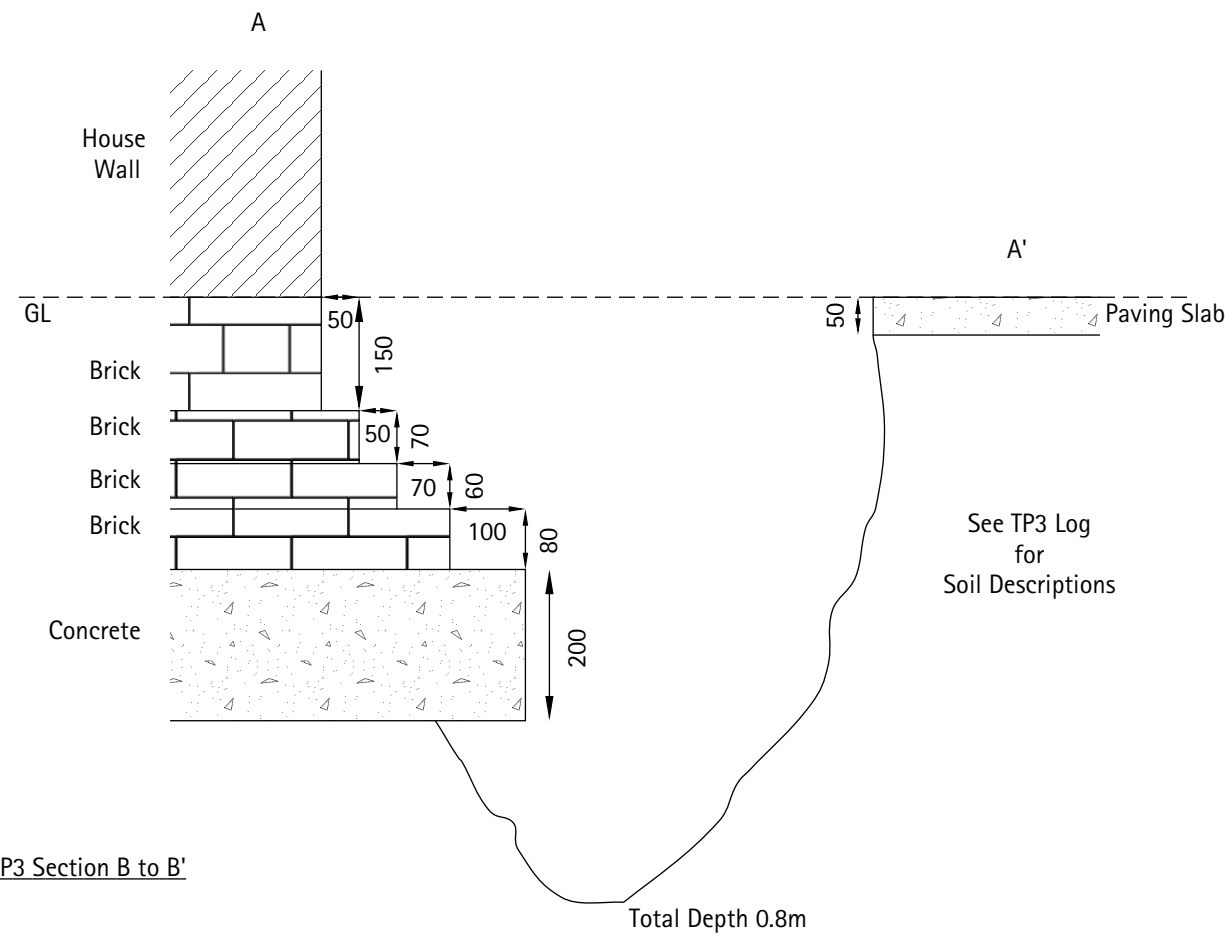 A
House
Wall
A'
GL
50
150
50
Paving Slab
Brick
Brick
50
70
Brick
70
60
Brick
100
80
See TP3 Log
for
Soil Descriptions
Concrete
200
P3 Section B to B'
Total Depth 0.8m